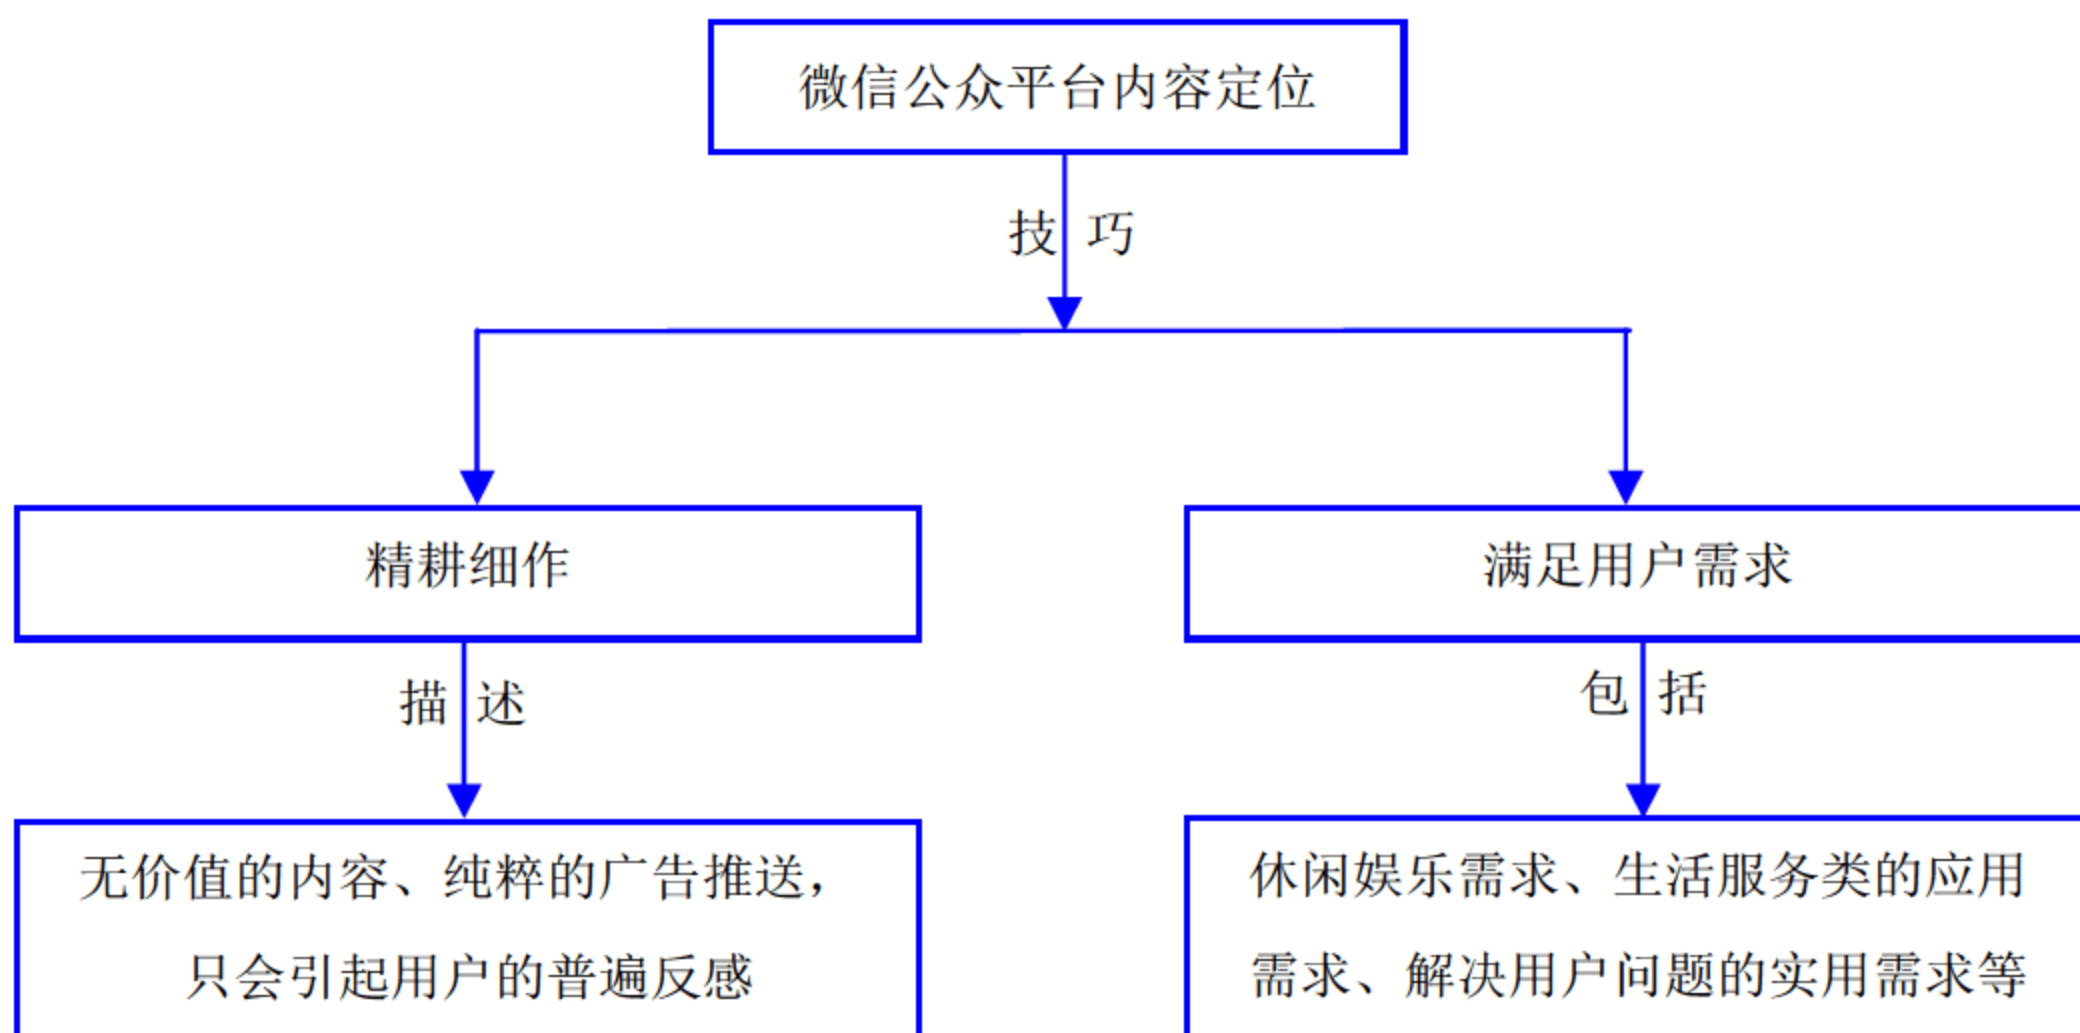 微信公众平台内容定位
技巧
精耕细作
满足用户需求
描述
包括
无价值的内容、纯粹的广告推送，
只会引起用户的普遍反感
休闲娱乐需求、生活服务类的应用
需求、解决用户问题的实用需求等